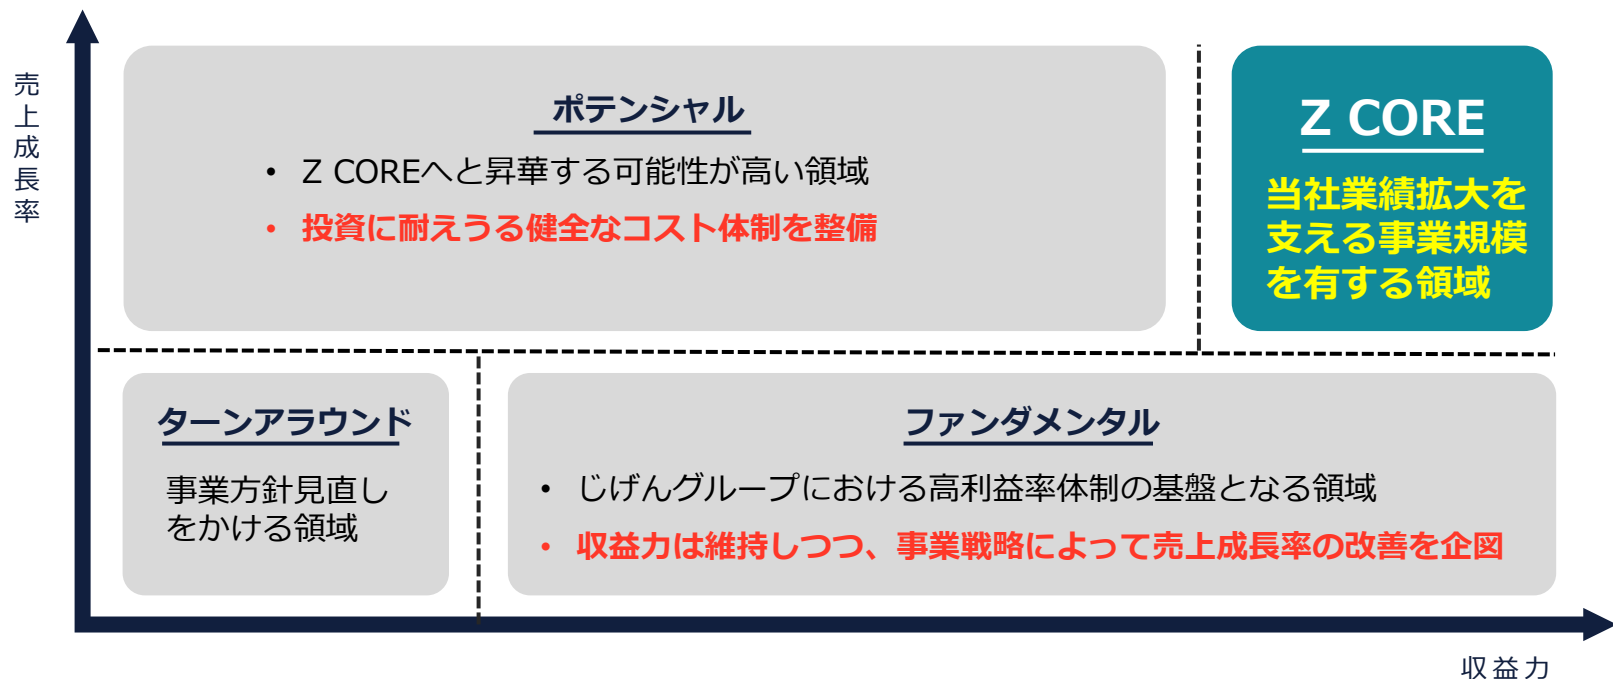 売上成長率
ポテンシャル
• Z COREへと昇華する可能性が高い領域
• 投資に耐えうる健全なコスト体制を整備
Z CORE
当社業績拡大を
支える事業規模
を有する領域
ターンアラウンド
事業方針見直し
をかける領域
ファンダメンタル
• じげんグループにおける高利益率体制の基盤となる領域
• 収益力は維持しつつ、事業戦略によって売上成長率の改善を企図
収益力